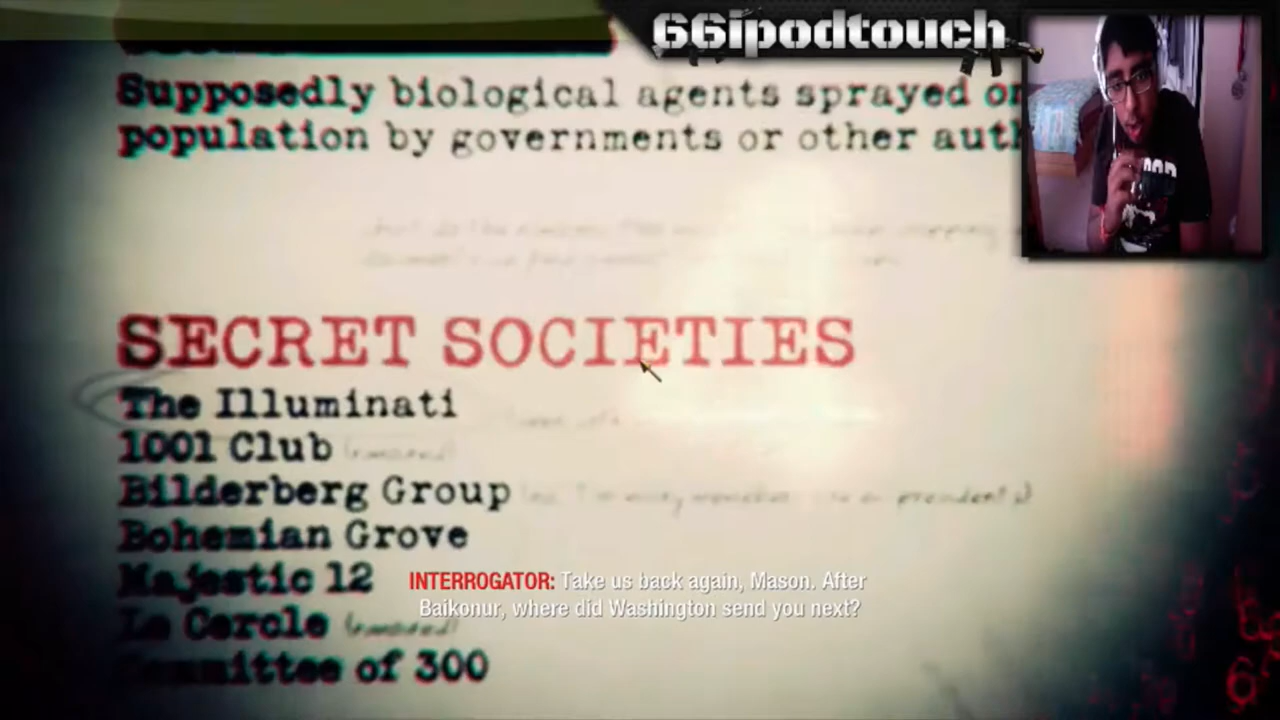 66ipodtouch
Supposedly biological agents sprayed on
population by governments or other auth
SECRET SOCIETIES
The Illuminati
1001 Club
Bilderberg Group
Bohemian Grove
Majestic 12
INTERROGATOR: Take us back again, Mason. After
Baikonur, where did Washington send you next?
Le Cercle
Committee of 300